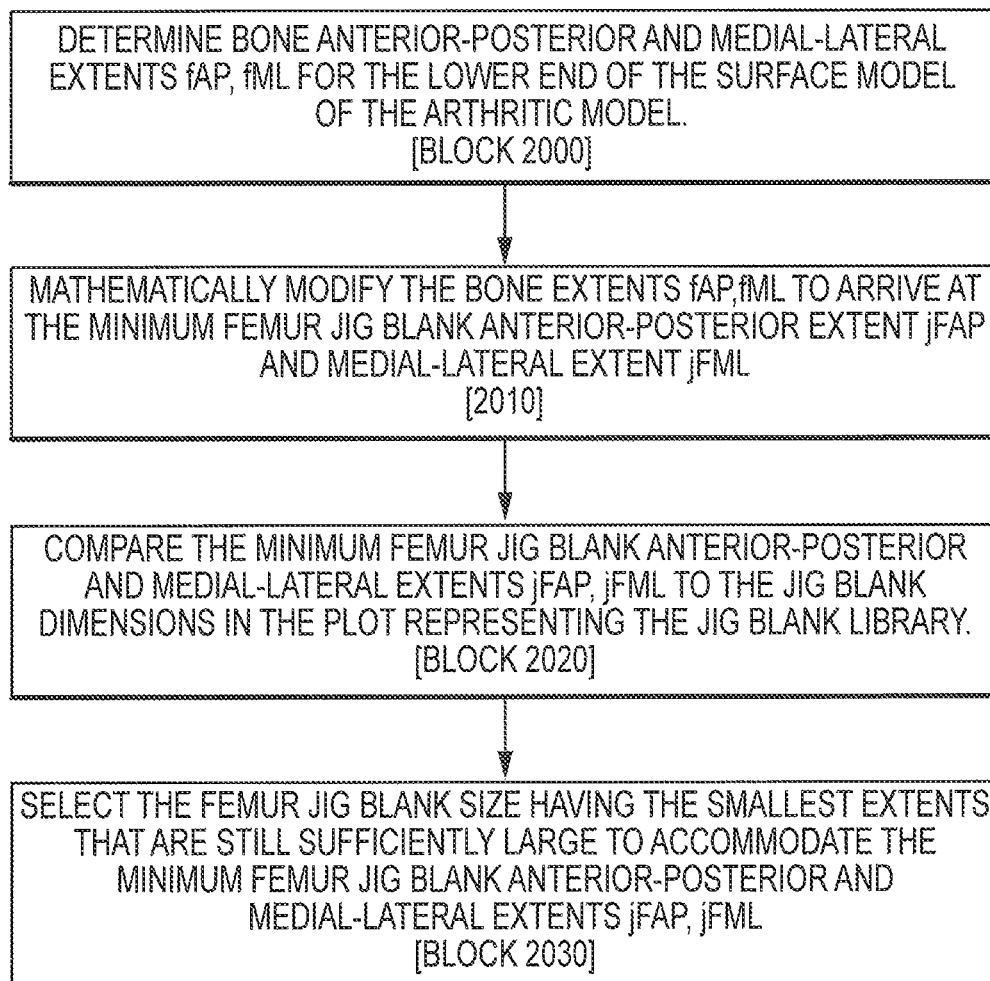 DETERMINE BONE ANTERIOR-POSTERIOR AND MEDIAL-LATERAL
EXTENTS fAP, fML FOR THE LOWER END OF THE SURFACE MODEL
OF THE ARTHRITIC MODEL.
[BLOCK 2000]
MATHEMATICALLY MODIFY THE BONE EXTENTS fAP,fML TO ARRIVE AT
THE MINIMUM FEMUR JIG BLANK ANTERIOR-POSTERIOR EXTENT jFAP
AND MEDIAL-LATERAL EXTENT jFML
[2010]
COMPARE THE MINIMUM FEMUR JIG BLANK ANTERIOR-POSTERIOR
AND MEDIAL-LATERAL EXTENTS jFAP, jFML TO THE JIG BLANK
DIMENSIONS IN THE PLOT REPRESENTING THE JIG BLANK LIBRARY.
[BLOCK 2020]
SELECT THE FEMUR JIG BLANK SIZE HAVING THE SMALLEST EXTENTS
THAT ARE STILL SUFFICIENTLY LARGE TO ACCOMMODATE THE
MINIMUM FEMUR JIG BLANK ANTERIOR-POSTERIOR AND
MEDIAL-LATERAL EXTENTS jFAP, jFML
[BLOCK 2030]